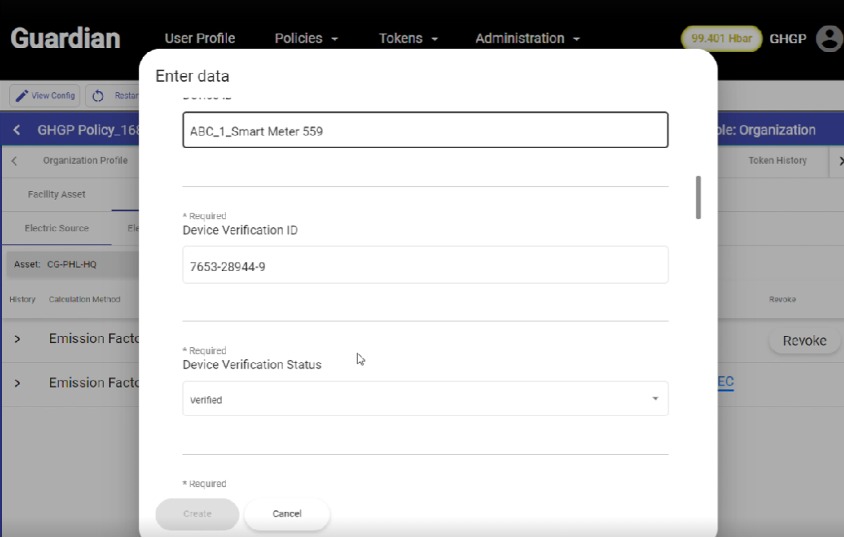 Guardian
User Profile
Policies
Tokens
Administration
99.401 Hbar
GHGP
View Config
Restar
Enter data
GHGP Policy_168
ole: Organization
Organization Profile
Token History
Facility Asset
Electric Source
Ele
Asset: CG-PHL-HQ
History
Calculation Method
Revoke
Emission Facto
Revoke
Emission Facto
EC
ABC_1_Smart Meter 559
* Required
Device Verification ID
7653-28944-9
* Required
Device Verification Status
Verified
* Required
Create
Cancel